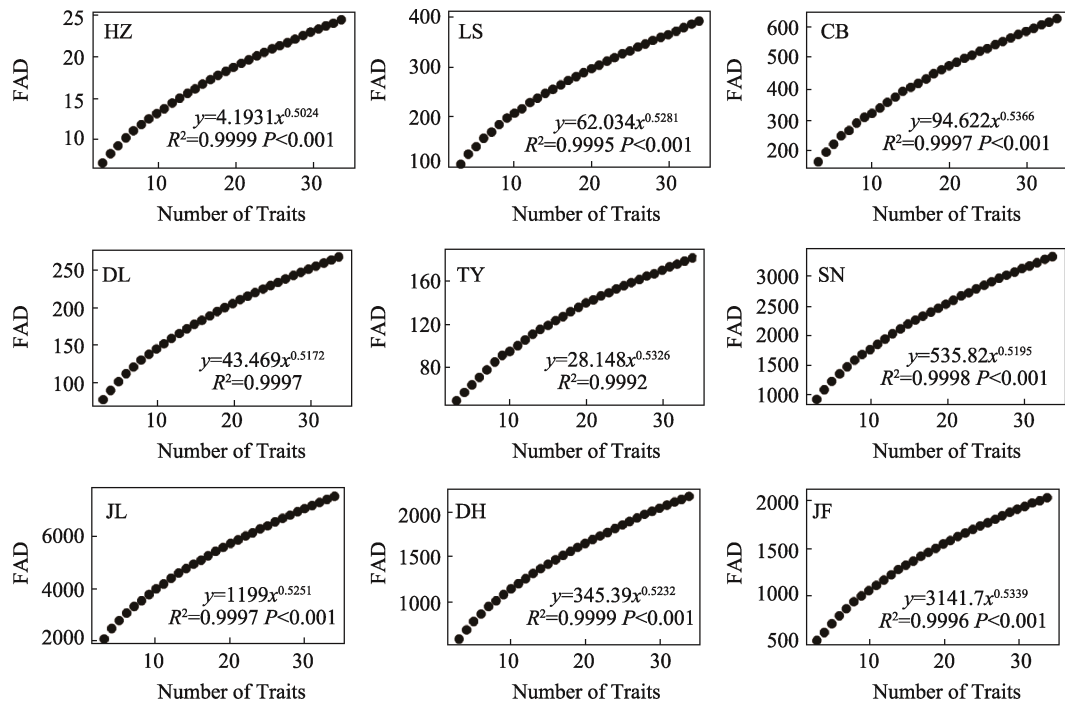 HZ
FAD
25
20
15
10
y=4.1931x^0.5024
R²=0.9999 P<0.001
10 20 30
Number of Traits
LS
FAD
400
300
200
100
y=62.034x^0.5281
R²=0.9995 P<0.001
10 20 30
Number of Traits
CB
FAD
600
500
400
300
200
y=94.622x^0.5366
R²=0.9997 P<0.001
10 20 30
Number of Traits
DL
FAD
250
200
150
100
y=43.469x^0.5172
R²=0.9997
10 20 30
Number of Traits
TY
FAD
160
120
80
y=28.148x^0.5326
R²=0.9992
10 20 30
Number of Traits
SN
FAD
3000
2500
2000
1500
1000
y=535.82x^0.5195
R²=0.9998 P<0.001
10 20 30
Number of Traits
JL
FAD
6000
4000
2000
y=1199x^0.5251
R²=0.9997 P<0.001
10 20 30
Number of Traits
DH
FAD
2000
1500
1000
y=345.39x^0.5232
R²=0.9999 P<0.001
10 20 30
Number of Traits
JF
FAD
2000
1500
1000
500
y=3141.7x^0.5339
R²=0.9996 P<0.001
10 20 30
Number of Traits